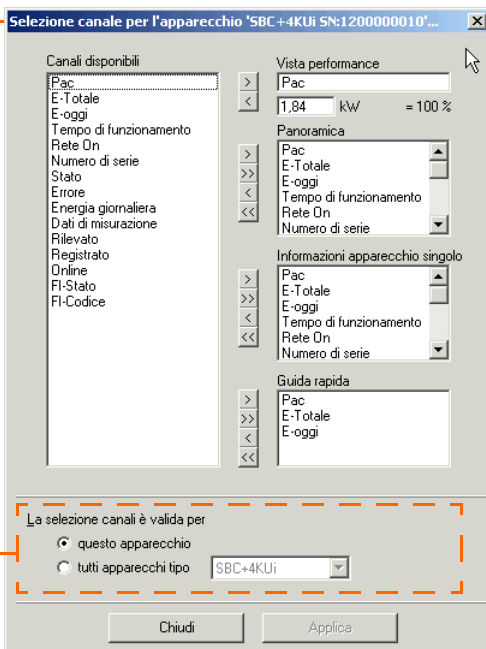 Selezione canale per l'apparecchio 'SBC+4KUi SN:1200000010'...
Canali disponibili
Pac
E-Totale
E-oggi
Tempo di funzionamento
Rete On
Numero di serie
Stato
Errore
Energia giornaliera
Dati di misurazione
Rilevato
Registrato
Online
FI-Stato
FI-Codice
>
<
>
>>
<
<<
>
>>
<
<<
>
>>
<
<<
Vista performance
Pac
1,84 kW = 100 %
Panoramica
Pac
E-Totale
E-oggi
Tempo di funzionamento
Rete On
Numero di serie
Informazioni apparecchio singolo
Pac
E-Totale
E-oggi
Tempo di funzionamento
Rete On
Numero di serie
Guida rapida
Pac
E-Totale
E-oggi
La selezione canali è valida per
questo apparecchio
tutti apparecchi tipo SBC+4KUi
Chiudi Applica